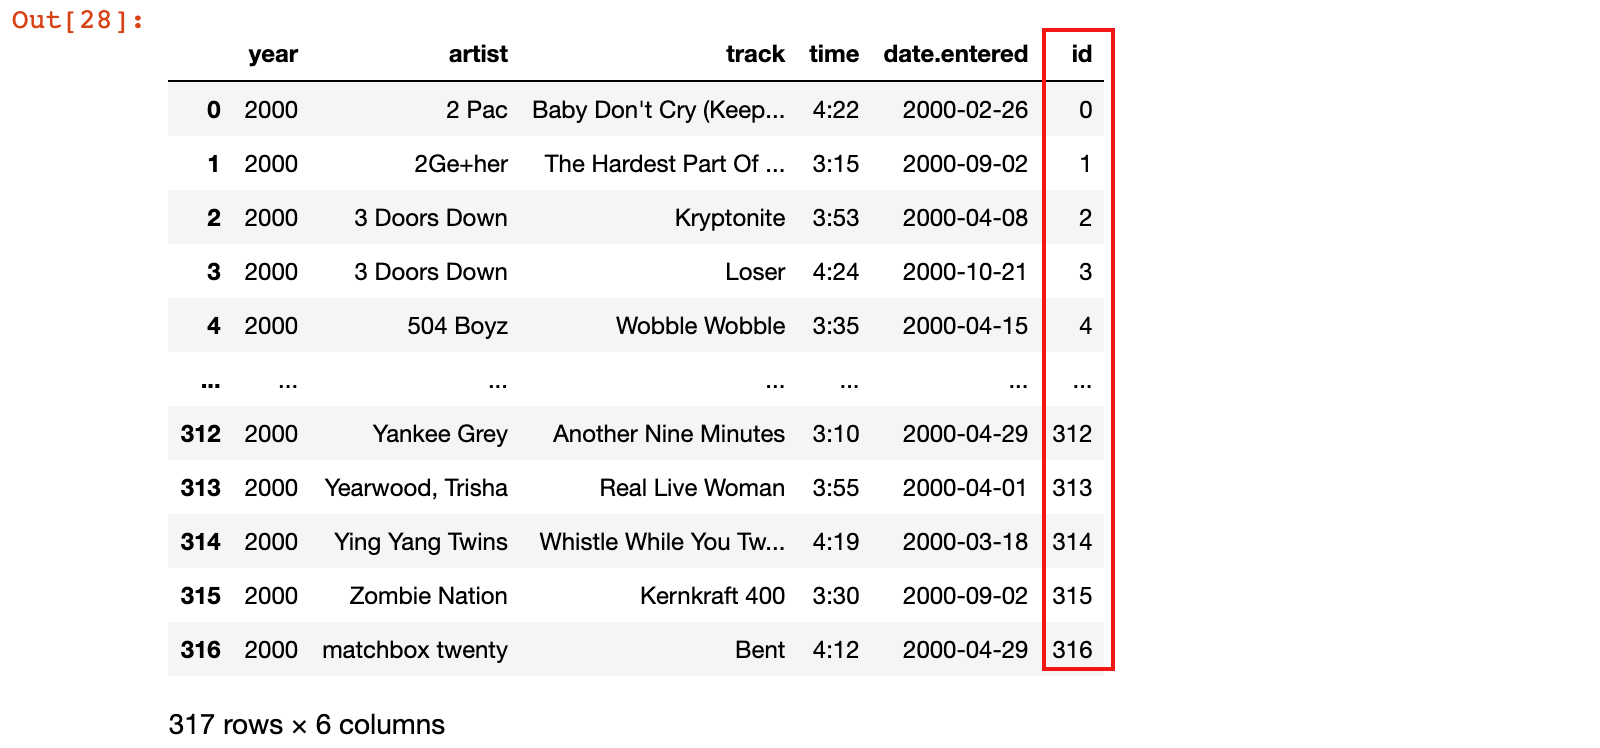 Out[28]:
year artist track time date.entered id
0 2000 2 Pac Baby Don't Cry (Keep... 4:22 2000-02-26 0
1 2000 2Ge+her The Hardest Part Of ... 3:15 2000-09-02 1
2 2000 3 Doors Down Kryptonite 3:53 2000-04-08 2
3 2000 3 Doors Down Loser 4:24 2000-10-21 3
4 2000 504 Boyz Wobble Wobble 3:35 2000-04-15 4
... ... ... ... ... ... ...
312 2000 Yankee Grey Another Nine Minutes 3:10 2000-04-29 312
313 2000 Yearwood, Trisha Real Live Woman 3:55 2000-04-01 313
314 2000 Ying Yang Twins Whistle While You Tw... 4:19 2000-03-18 314
315 2000 Zombie Nation Kernkraft 400 3:30 2000-09-02 315
316 2000 matchbox twenty Bent 4:12 2000-04-29 316
317 rows × 6 columns